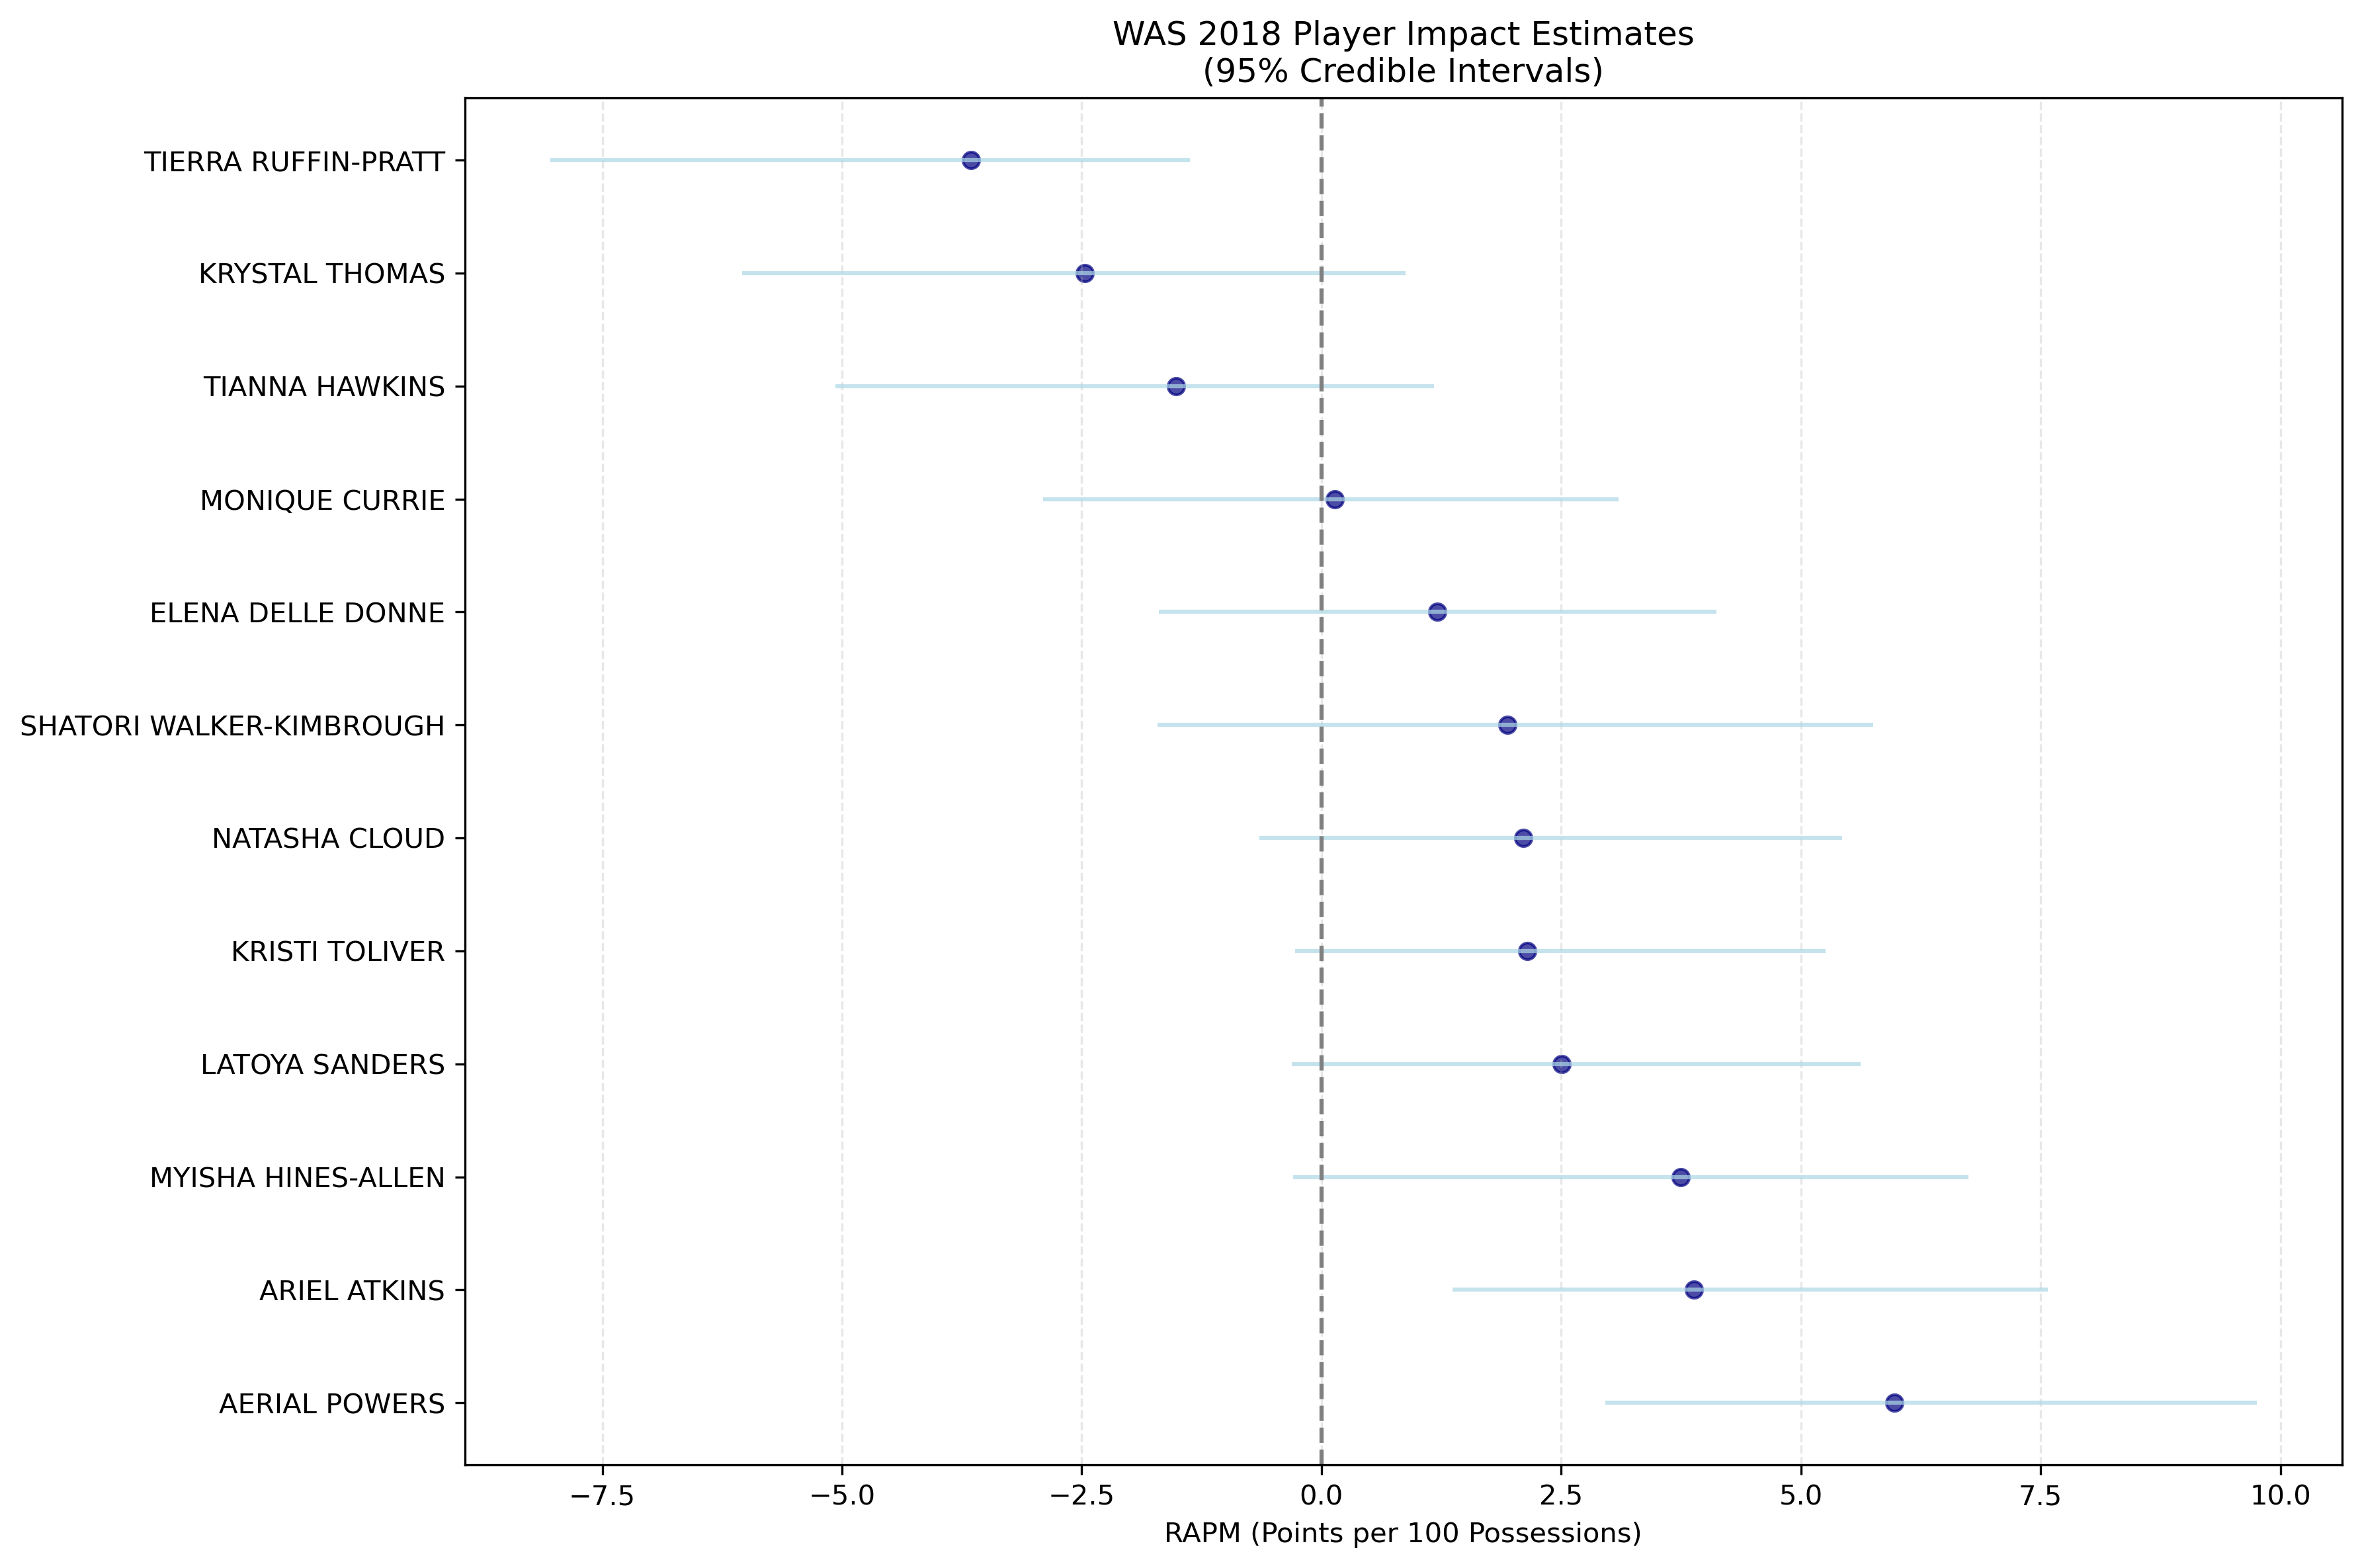 WAS 2018 Player Impact Estimates
(95% Credible Intervals)
TIERRA RUFFIN-PRATT
KRYSTAL THOMAS
TIANNA HAWKINS
MONIQUE CURRIE
ELENA DELLE DONNE
SHATORI WALKER-KIMBROUGH
NATASHA CLOUD
KRISTI TOLIVER
LATOYA SANDERS
MYISHA HINES-ALLEN
ARIEL ATKINS
AERIAL POWERS
−7.5 −5.0 −2.5 0.0 2.5 5.0 7.5 10.0
RAPM (Points per 100 Possessions)